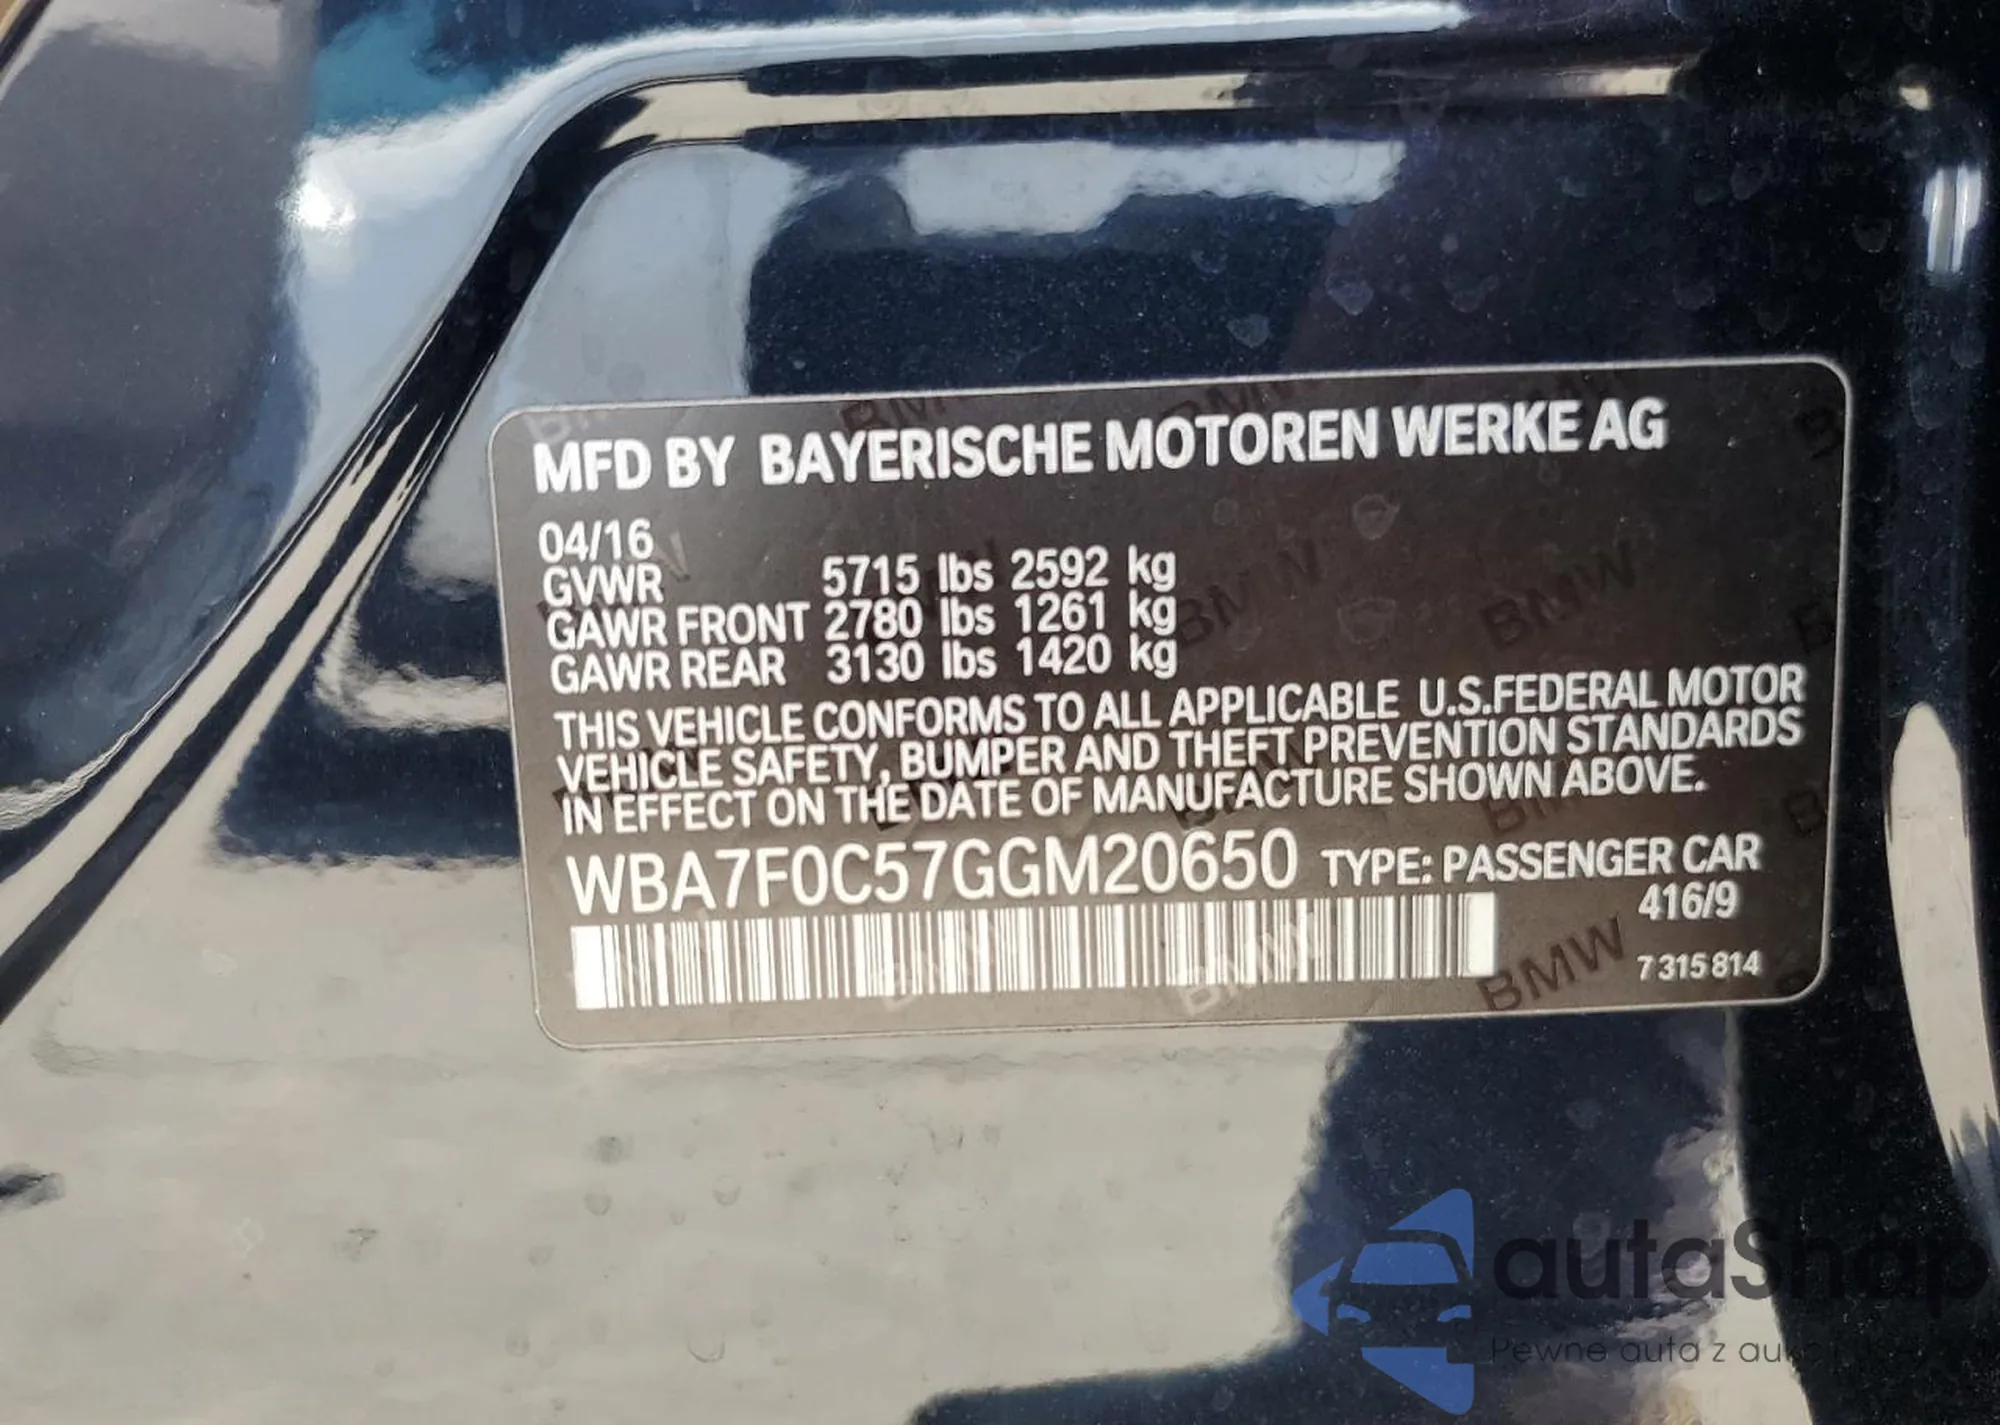 MFD BY BAYERISCHE MOTOREN WERKE AG
04/16
GVWR 5715 lbs 2592 kg
GAWR FRONT 2780 lbs 1261 kg
GAWR REAR 3130 lbs 1420 kg
THIS VEHICLE CONFORMS TO ALL APPLICABLE U.S.FEDERAL MOTOR
VEHICLE SAFETY, BUMPER AND THEFT PREVENTION STANDARDS
IN EFFECT ON THE DATE OF MANUFACTURE SHOWN ABOVE.
WBA7F0C57GGM20650 TYPE: PASSENGER CAR
416/9
7 315 814
autaShap
Pewne auta z